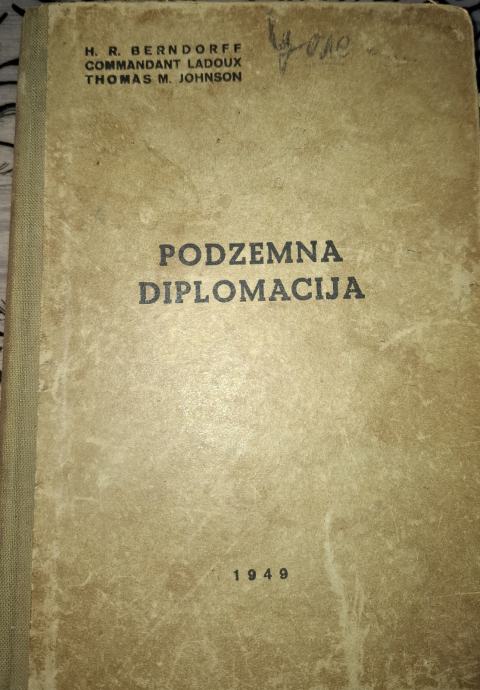 H. R. BERNDORFF
COMMANDANT LADOUX
THOMAS M. JOHNSON
PODZEMNA
DIPLOMACIJA
1949